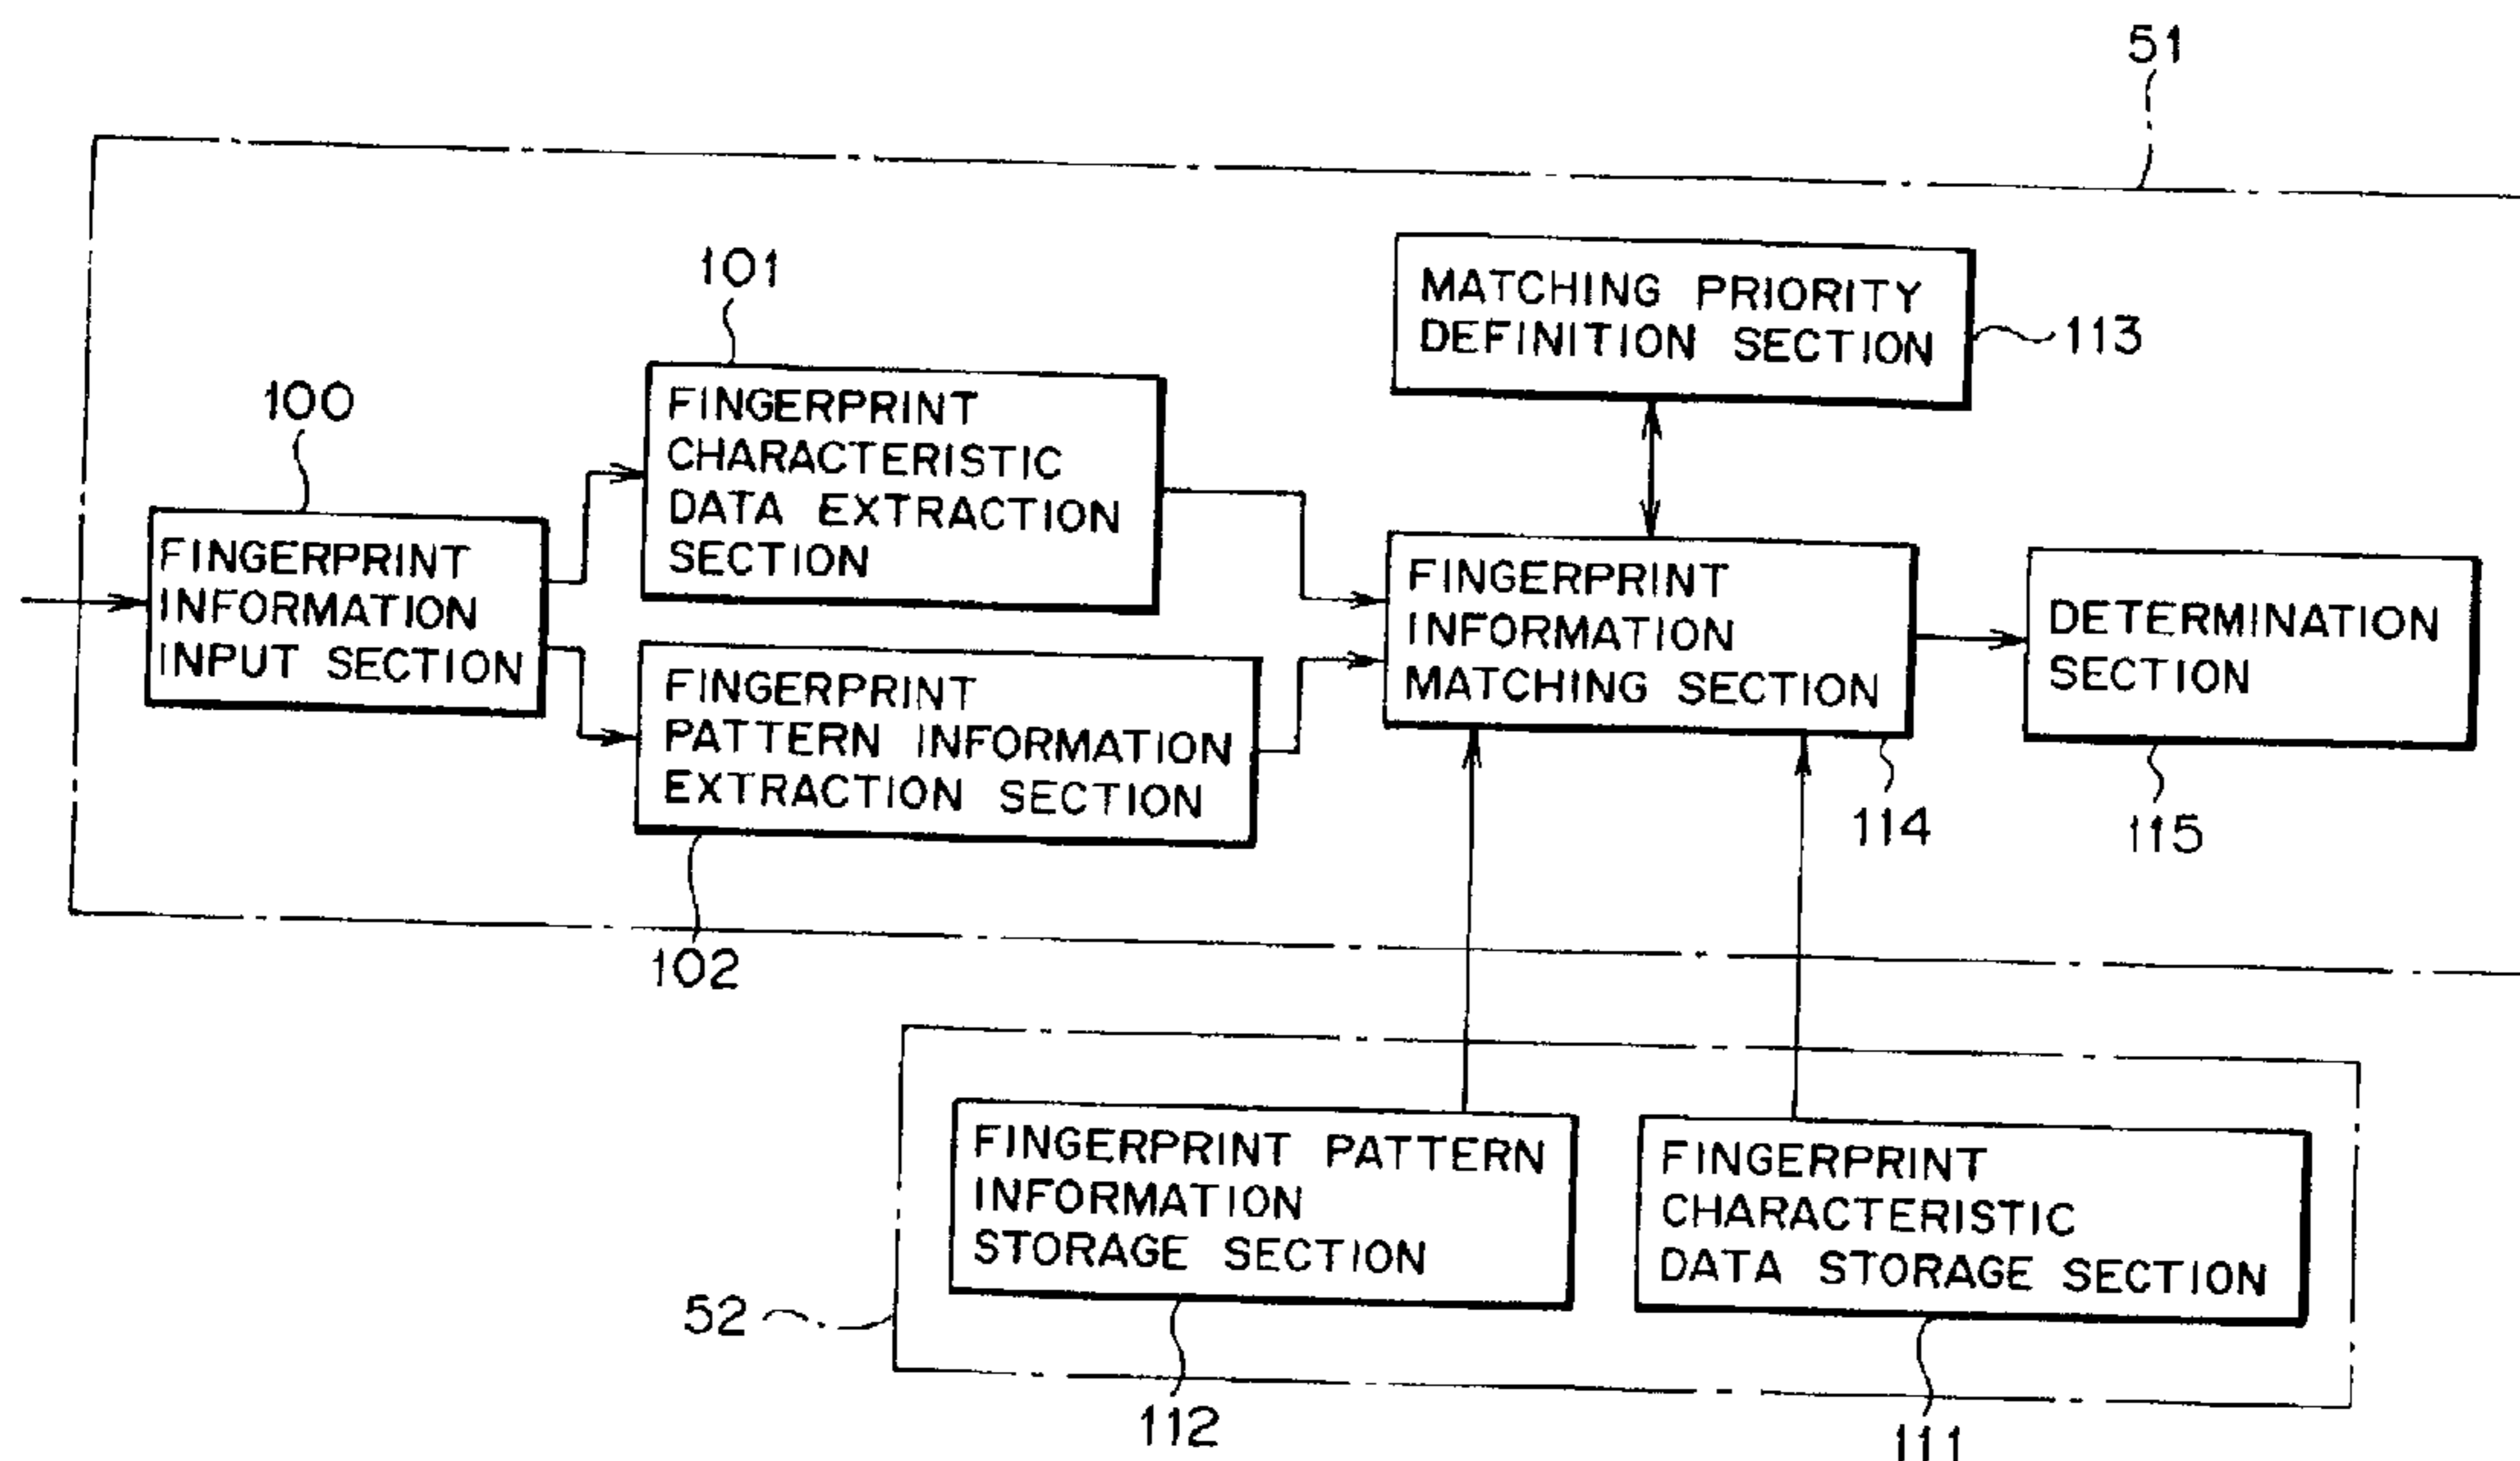 51
101
MATCHING PRIORITY
DEFINITION SECTION
113
100
FINGERPRINT
CHARACTERISTIC
DATA EXTRACTION
SECTION
FINGERPRINT
INFORMATION
INPUT SECTION
FINGERPRINT
PATTERN INFORMATION
EXTRACTION SECTION
102
FINGERPRINT
INFORMATION
MATCHING SECTION
114
DETERMINATION
SECTION
115
FINGERPRINT PATTERN
INFORMATION
STORAGE SECTION
FINGERPRINT
CHARACTERISTIC
DATA STORAGE SECTION
52
112
111